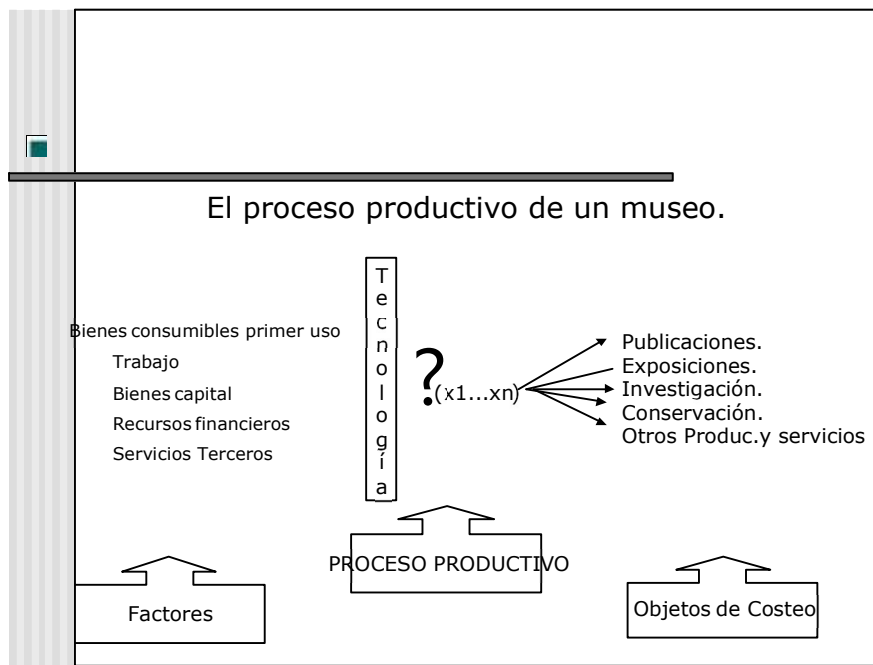 El proceso productivo de un museo.
Bienes consumibles primer uso
Trabajo
Bienes capital
Recursos financieros
Servicios Terceros
Tecnología
?(x1...xn)
Publicaciones.
Exposiciones.
Investigación.
Conservación.
Otros Produc.y servicios
Factores
PROCESO PRODUCTIVO
Objetos de Costeo